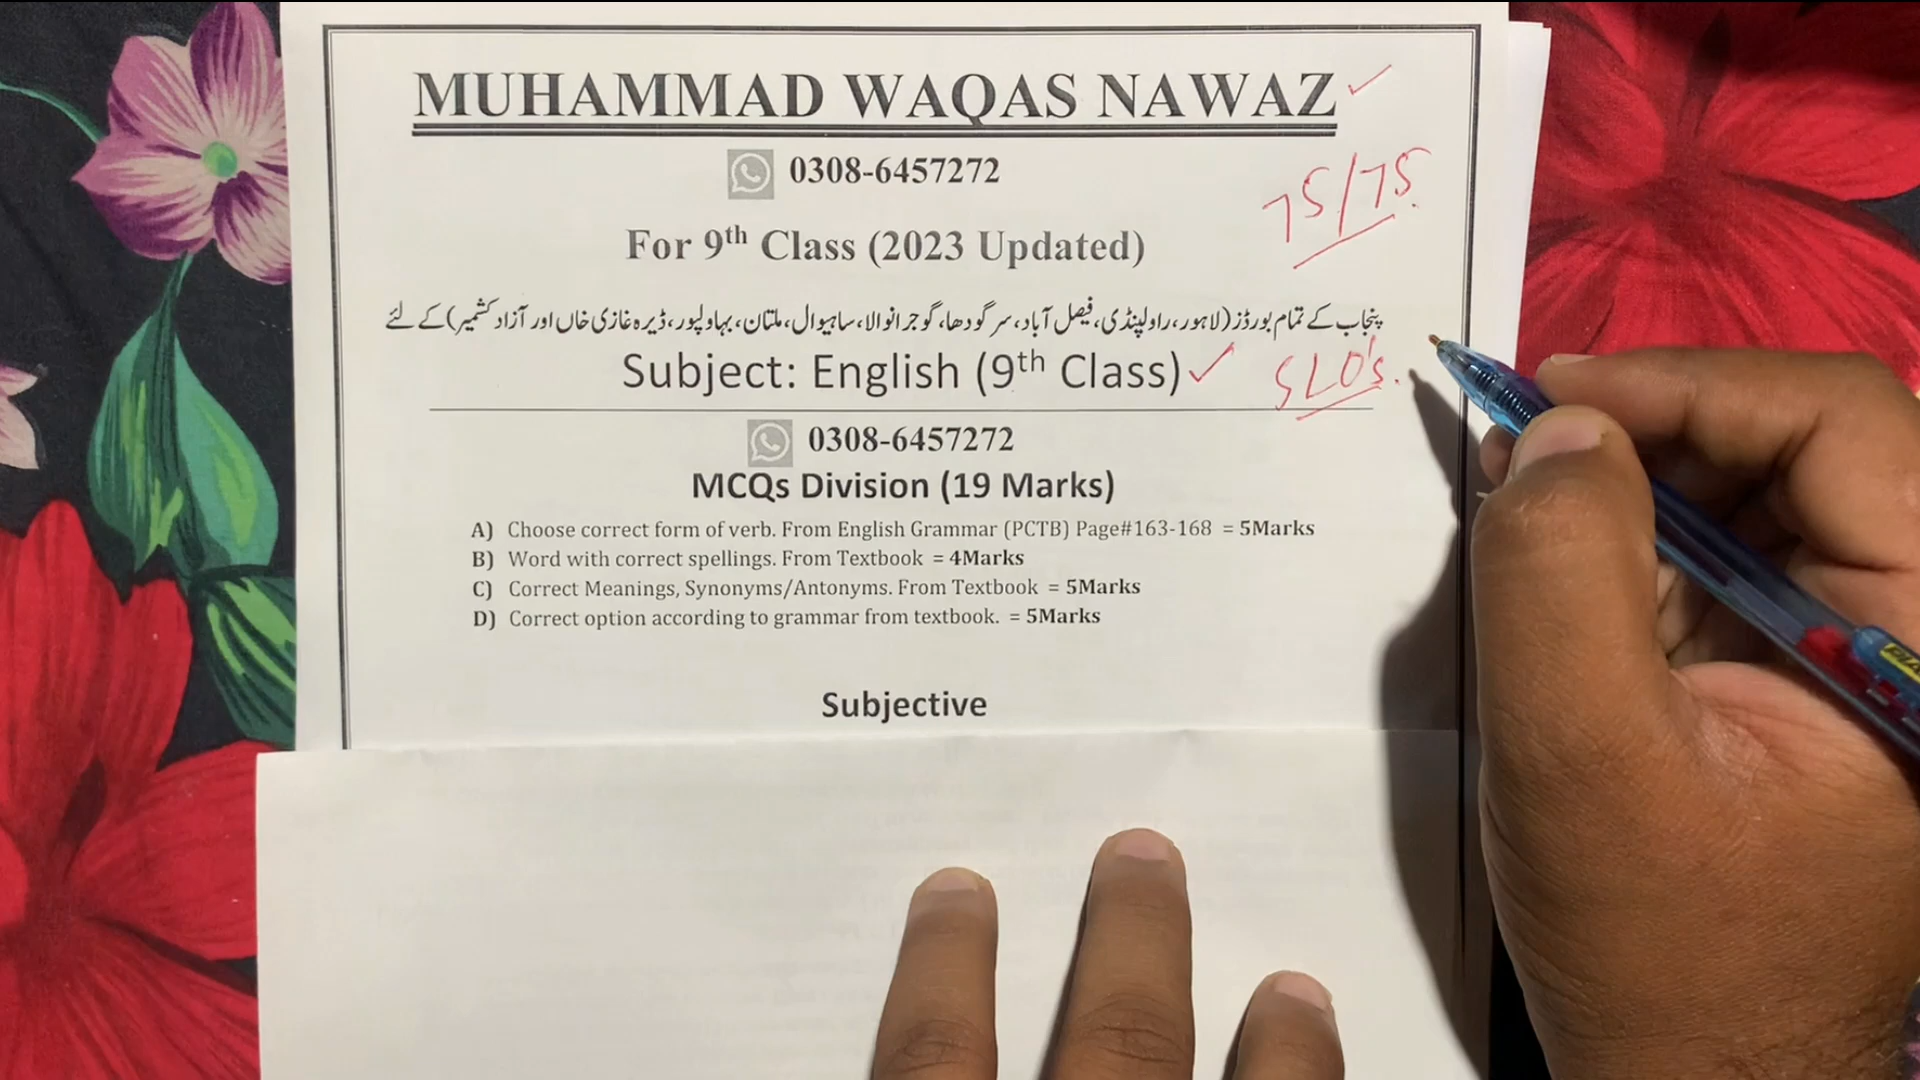 MUHAMMAD WAQAS NAWAZ
0308-6457272
75/75
For 9th Class (2023 Updated)
پنجاب کے تمام بورڈز (لاہور، راولپنڈی، فیصل آباد، سرگودھا، گوجرانوالا، ساہیوال، ملتان، بہاولپور، ڈیرہ غازی خاں اور آزاد کشمیر) کے لئے
Subject: English (9th Class)
SLO's.
0308-6457272
MCQs Division (19 Marks)
A) Choose correct form of verb. From English Grammar (PCTB) Page#163-168 = 5Marks
B) Word with correct spellings. From Textbook = 4Marks
C) Correct Meanings, Synonyms/Antonyms. From Textbook = 5Marks
D) Correct option according to grammar from textbook. = 5Marks
Subjective